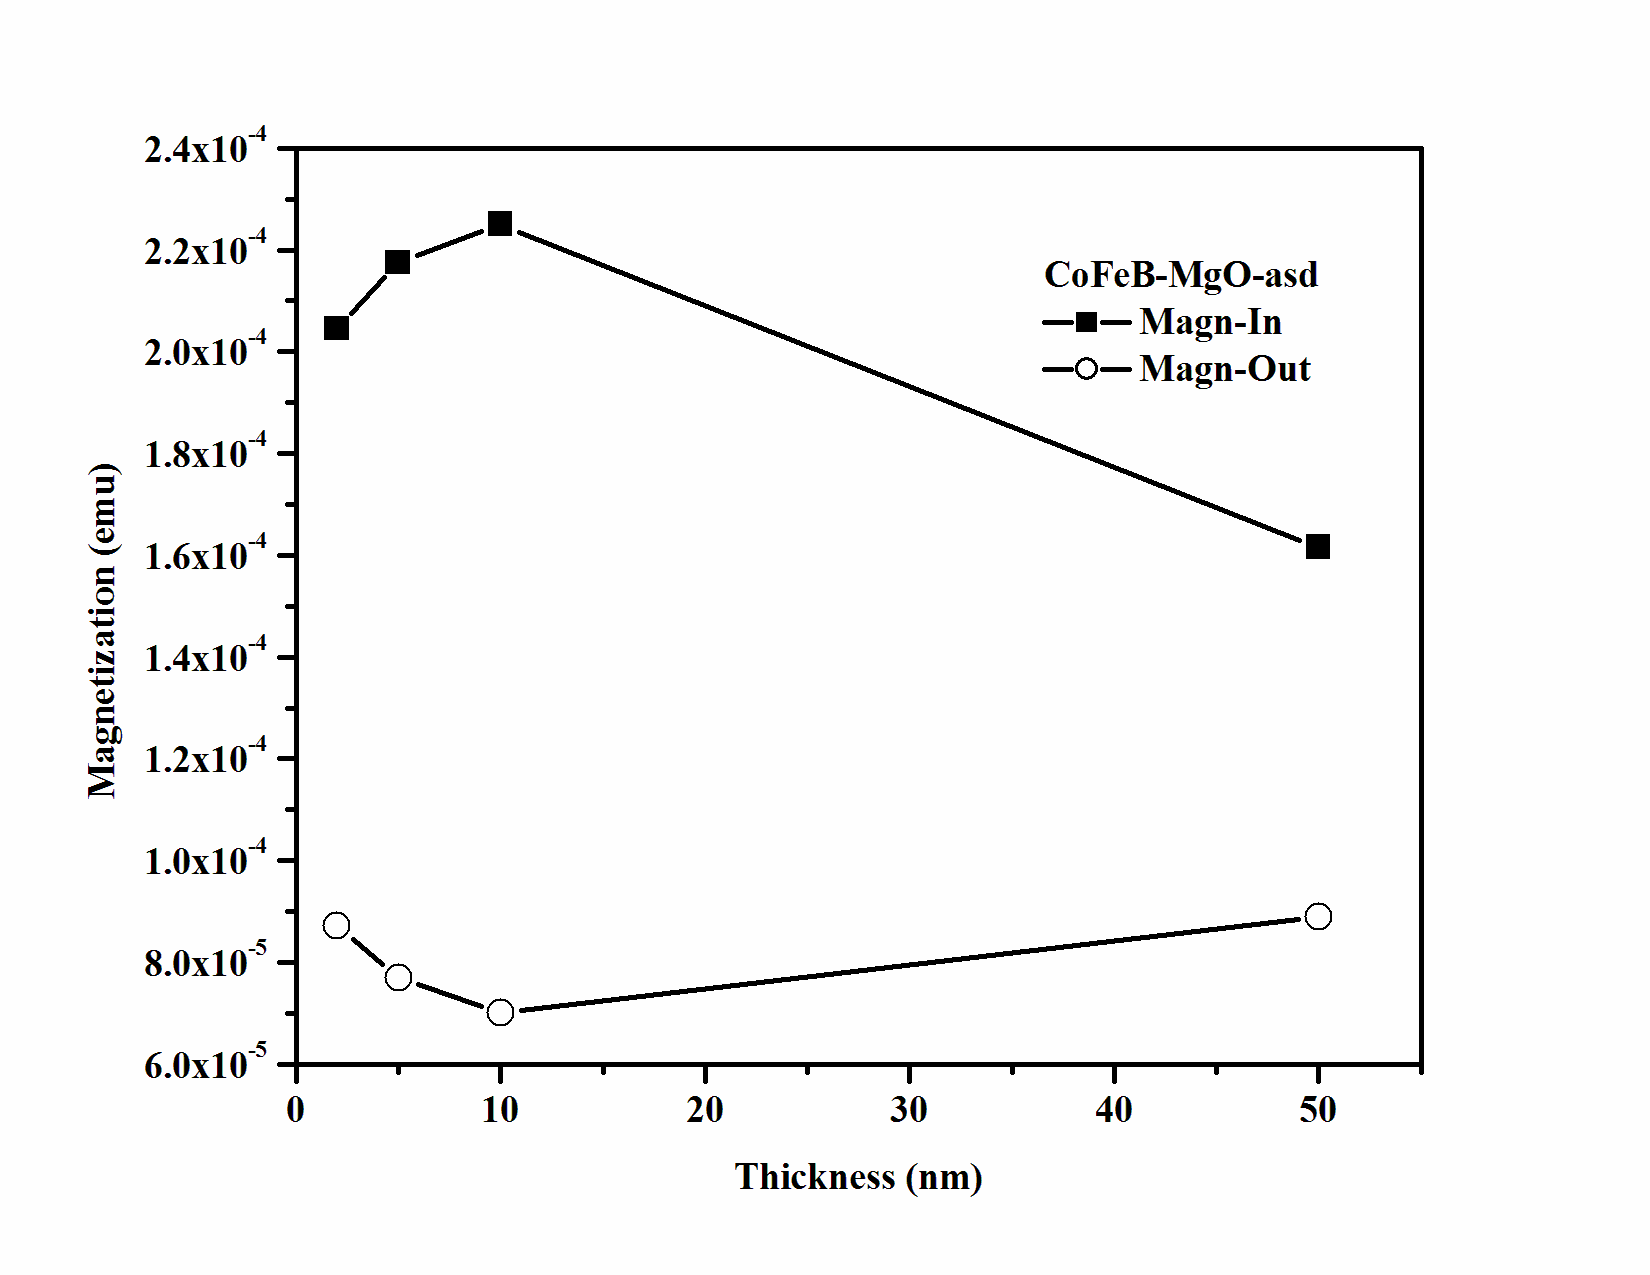 2.4x10^-4
2.2x10^-4
2.0x10^-4
1.8x10^-4
1.6x10^-4
1.4x10^-4
1.2x10^-4
1.0x10^-4
8.0x10^-5
6.0x10^-5
Magnetization (emu)
CoFeB-MgO-asd
Magn-In
Magn-Out
0 10 20 30 40 50
Thickness (nm)